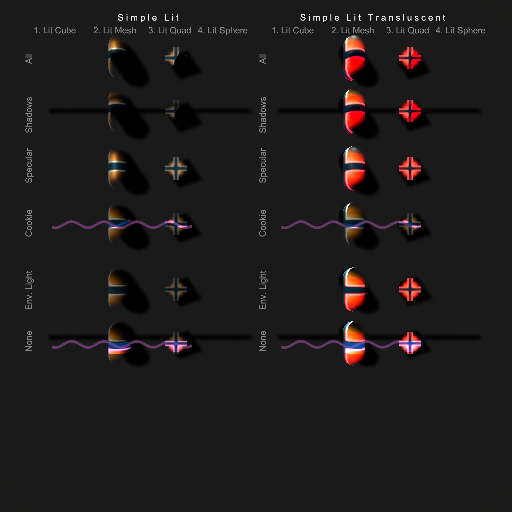 Simple Lit
1. Lil Cube 2. Lil Mesh 3. Lil Quad 4. Lil Sphere
All
Shadows
Specular
Cookie
Env. Light
None
Simple Lit Transluscent
1. Lil Cube 2. Lil Mesh 3. Lil Quad 4. Lil Sphere
All
Shadows
Specular
Cookie
Env. Light
None